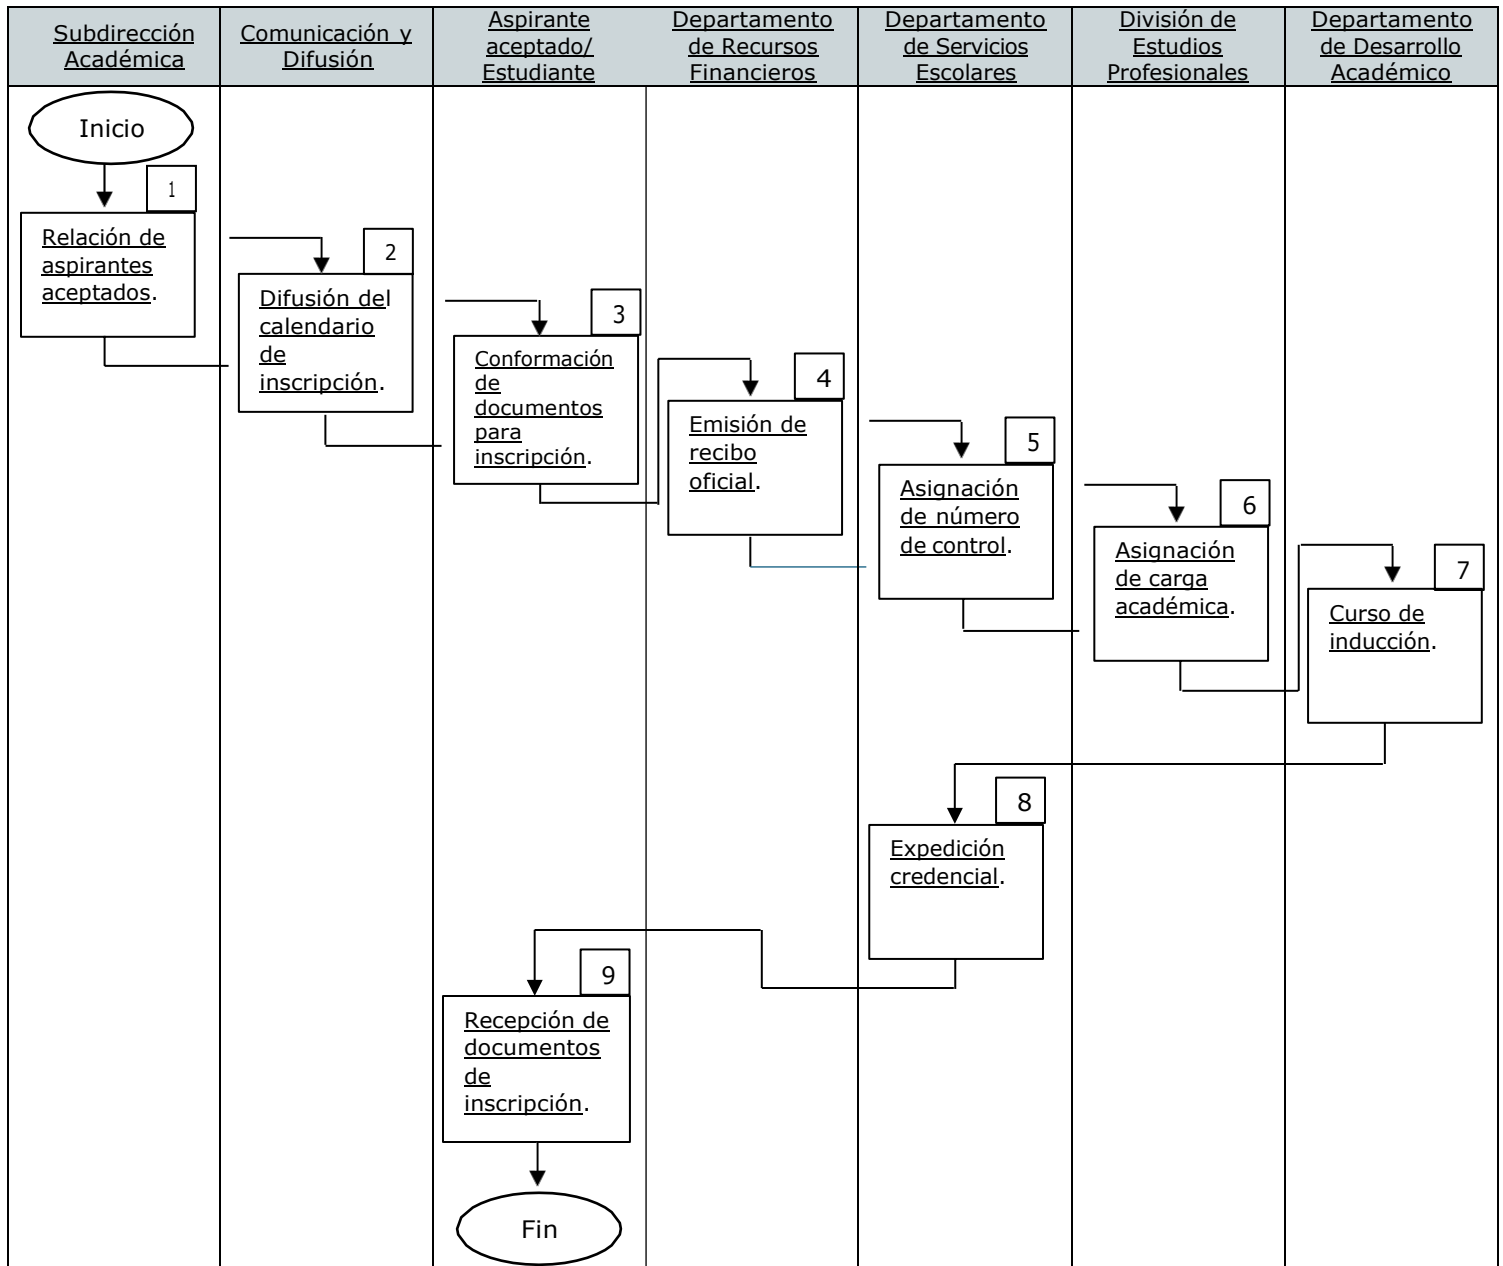 Subdirección
Académica
Comunicación y
Difusión
Aspirante
aceptado/
Estudiante
Departamento
de Recursos
Financieros
Departamento
de Servicios
Escolares
División de
Estudios
Profesionales
Departamento
de Desarrollo
Académico
Inicio
1
Relación de
aspirantes
aceptados.
2
Difusión del
calendario
de
inscripción.
3
Conformación
de
documentos
para
inscripción.
4
Emisión de
recibo
oficial.
5
Asignación
de número
de control.
6
Asignación
de carga
académica.
7
Curso de
inducción.
8
Expedición
credencial.
9
Recepción de
documentos
de
inscripción.
Fin